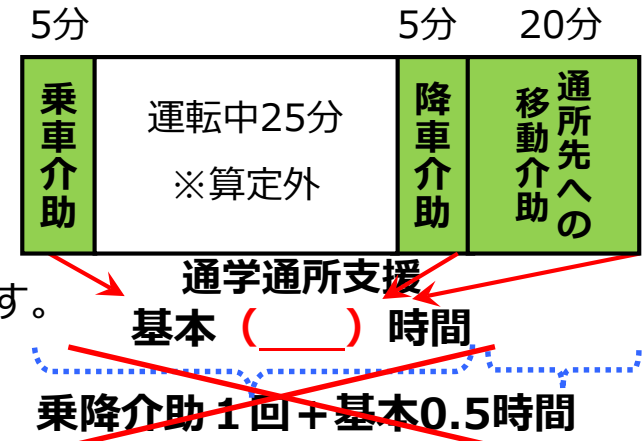 5分 5分 20分
乗車介助
運転中25分
※算定外
降車介助
通所先への
移動介助
通学通所支援
す。
基本（　　）時間
乗降介助１回＋基本0.5時間